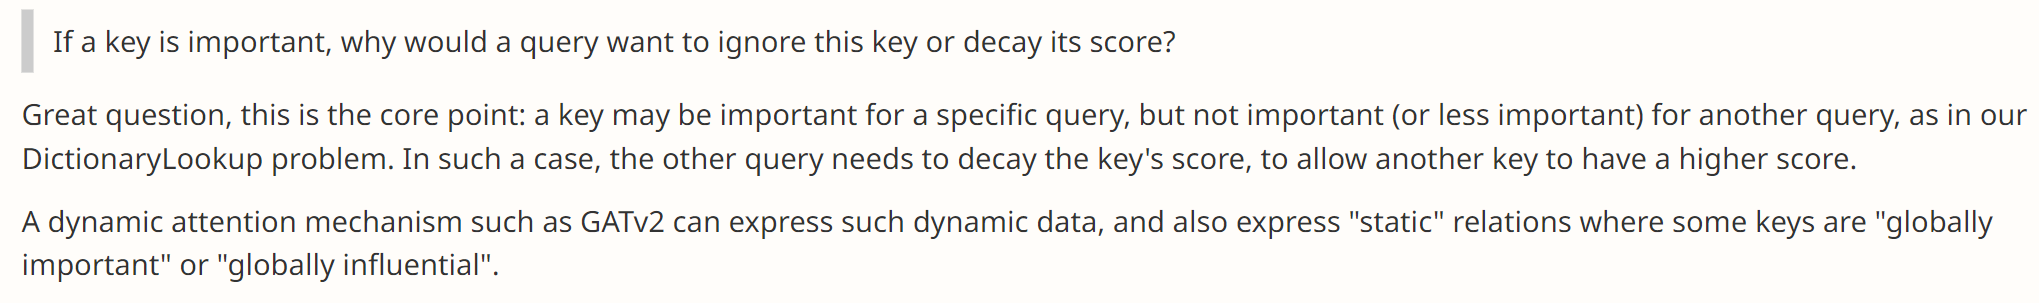 If a key is important, why would a query want to ignore this key or decay its score?
Great question, this is the core point: a key may be important for a specific query, but not important (or less important) for another query, as in our
DictionaryLookup problem. In such a case, the other query needs to decay the key's score, to allow another key to have a higher score.
A dynamic attention mechanism such as GATv2 can express such dynamic data, and also express "static" relations where some keys are "globally
important" or "globally influential".